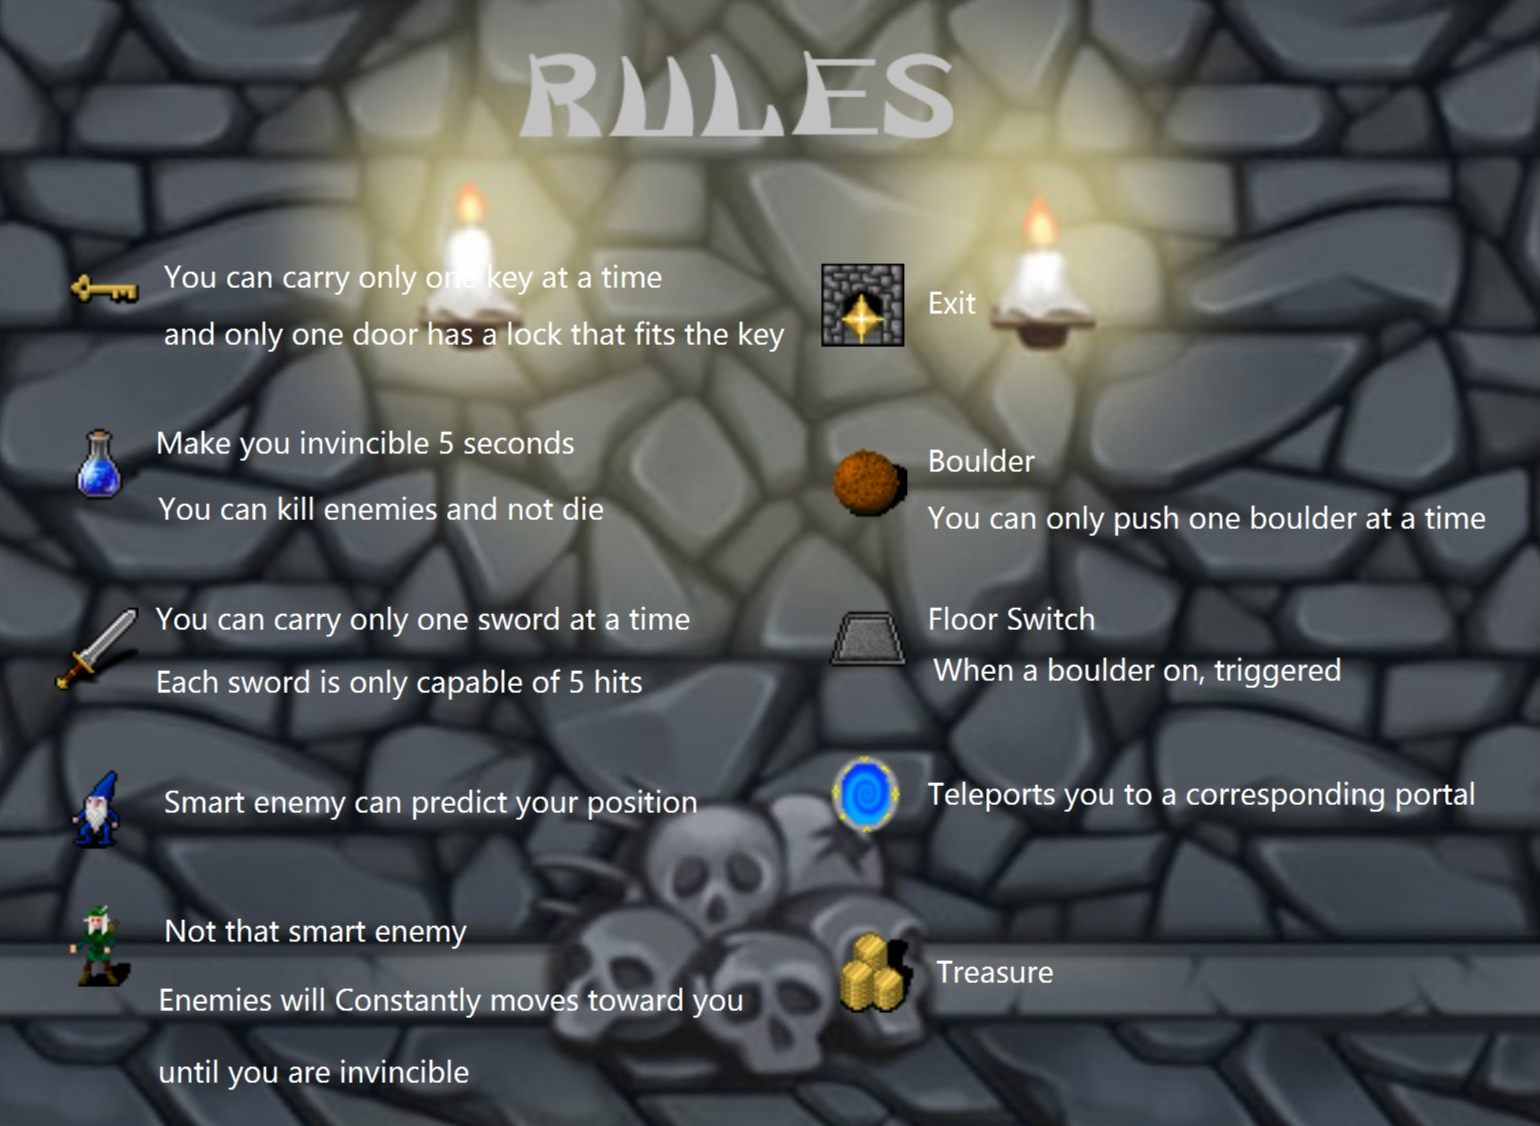 RULES
You can carry only one key at a time
and only one door has a lock that fits the key
Make you invincible 5 seconds
You can kill enemies and not die
You can carry only one sword at a time
Each sword is only capable of 5 hits
Smart enemy can predict your position
Not that smart enemy
Enemies will Constantly moves toward you
until you are invincible
Exit
Boulder
You can only push one boulder at a time
Floor Switch
When a boulder on, triggered
Teleports you to a corresponding portal
Treasure